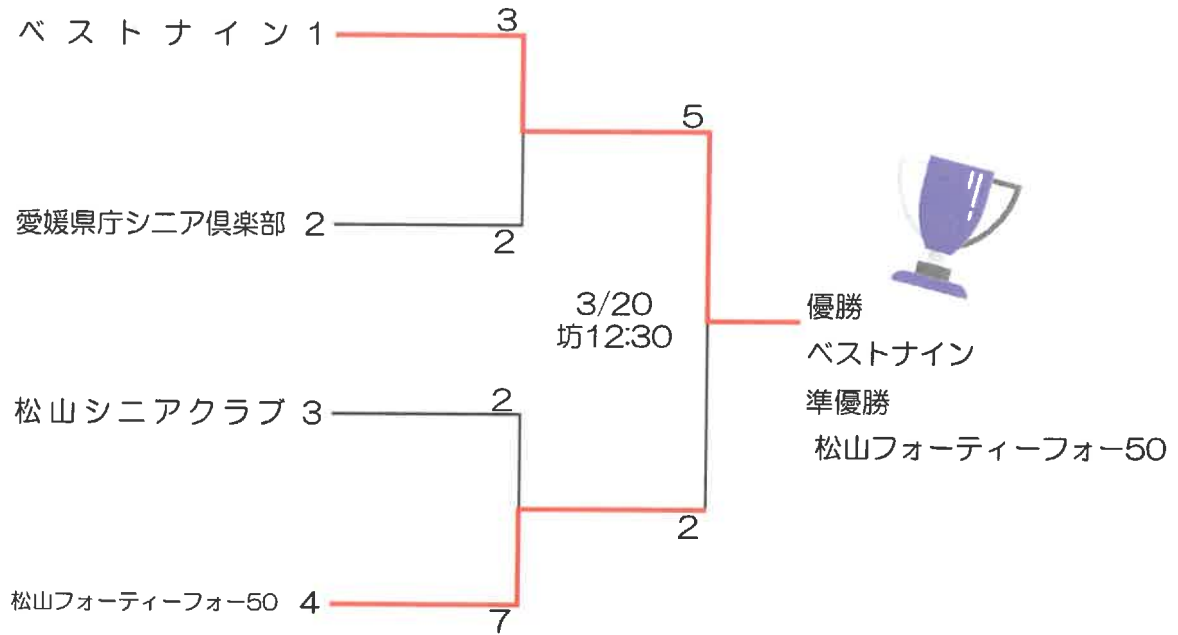 ベストナイン 1
3
5
愛媛県庁シニア倶楽部 2
2
3/20
坊12:30
優勝
ベストナイン
準優勝
松山フォーティーフォー50
松山シニアクラブ 3
2
2
松山フォーティーフォー50 4
7